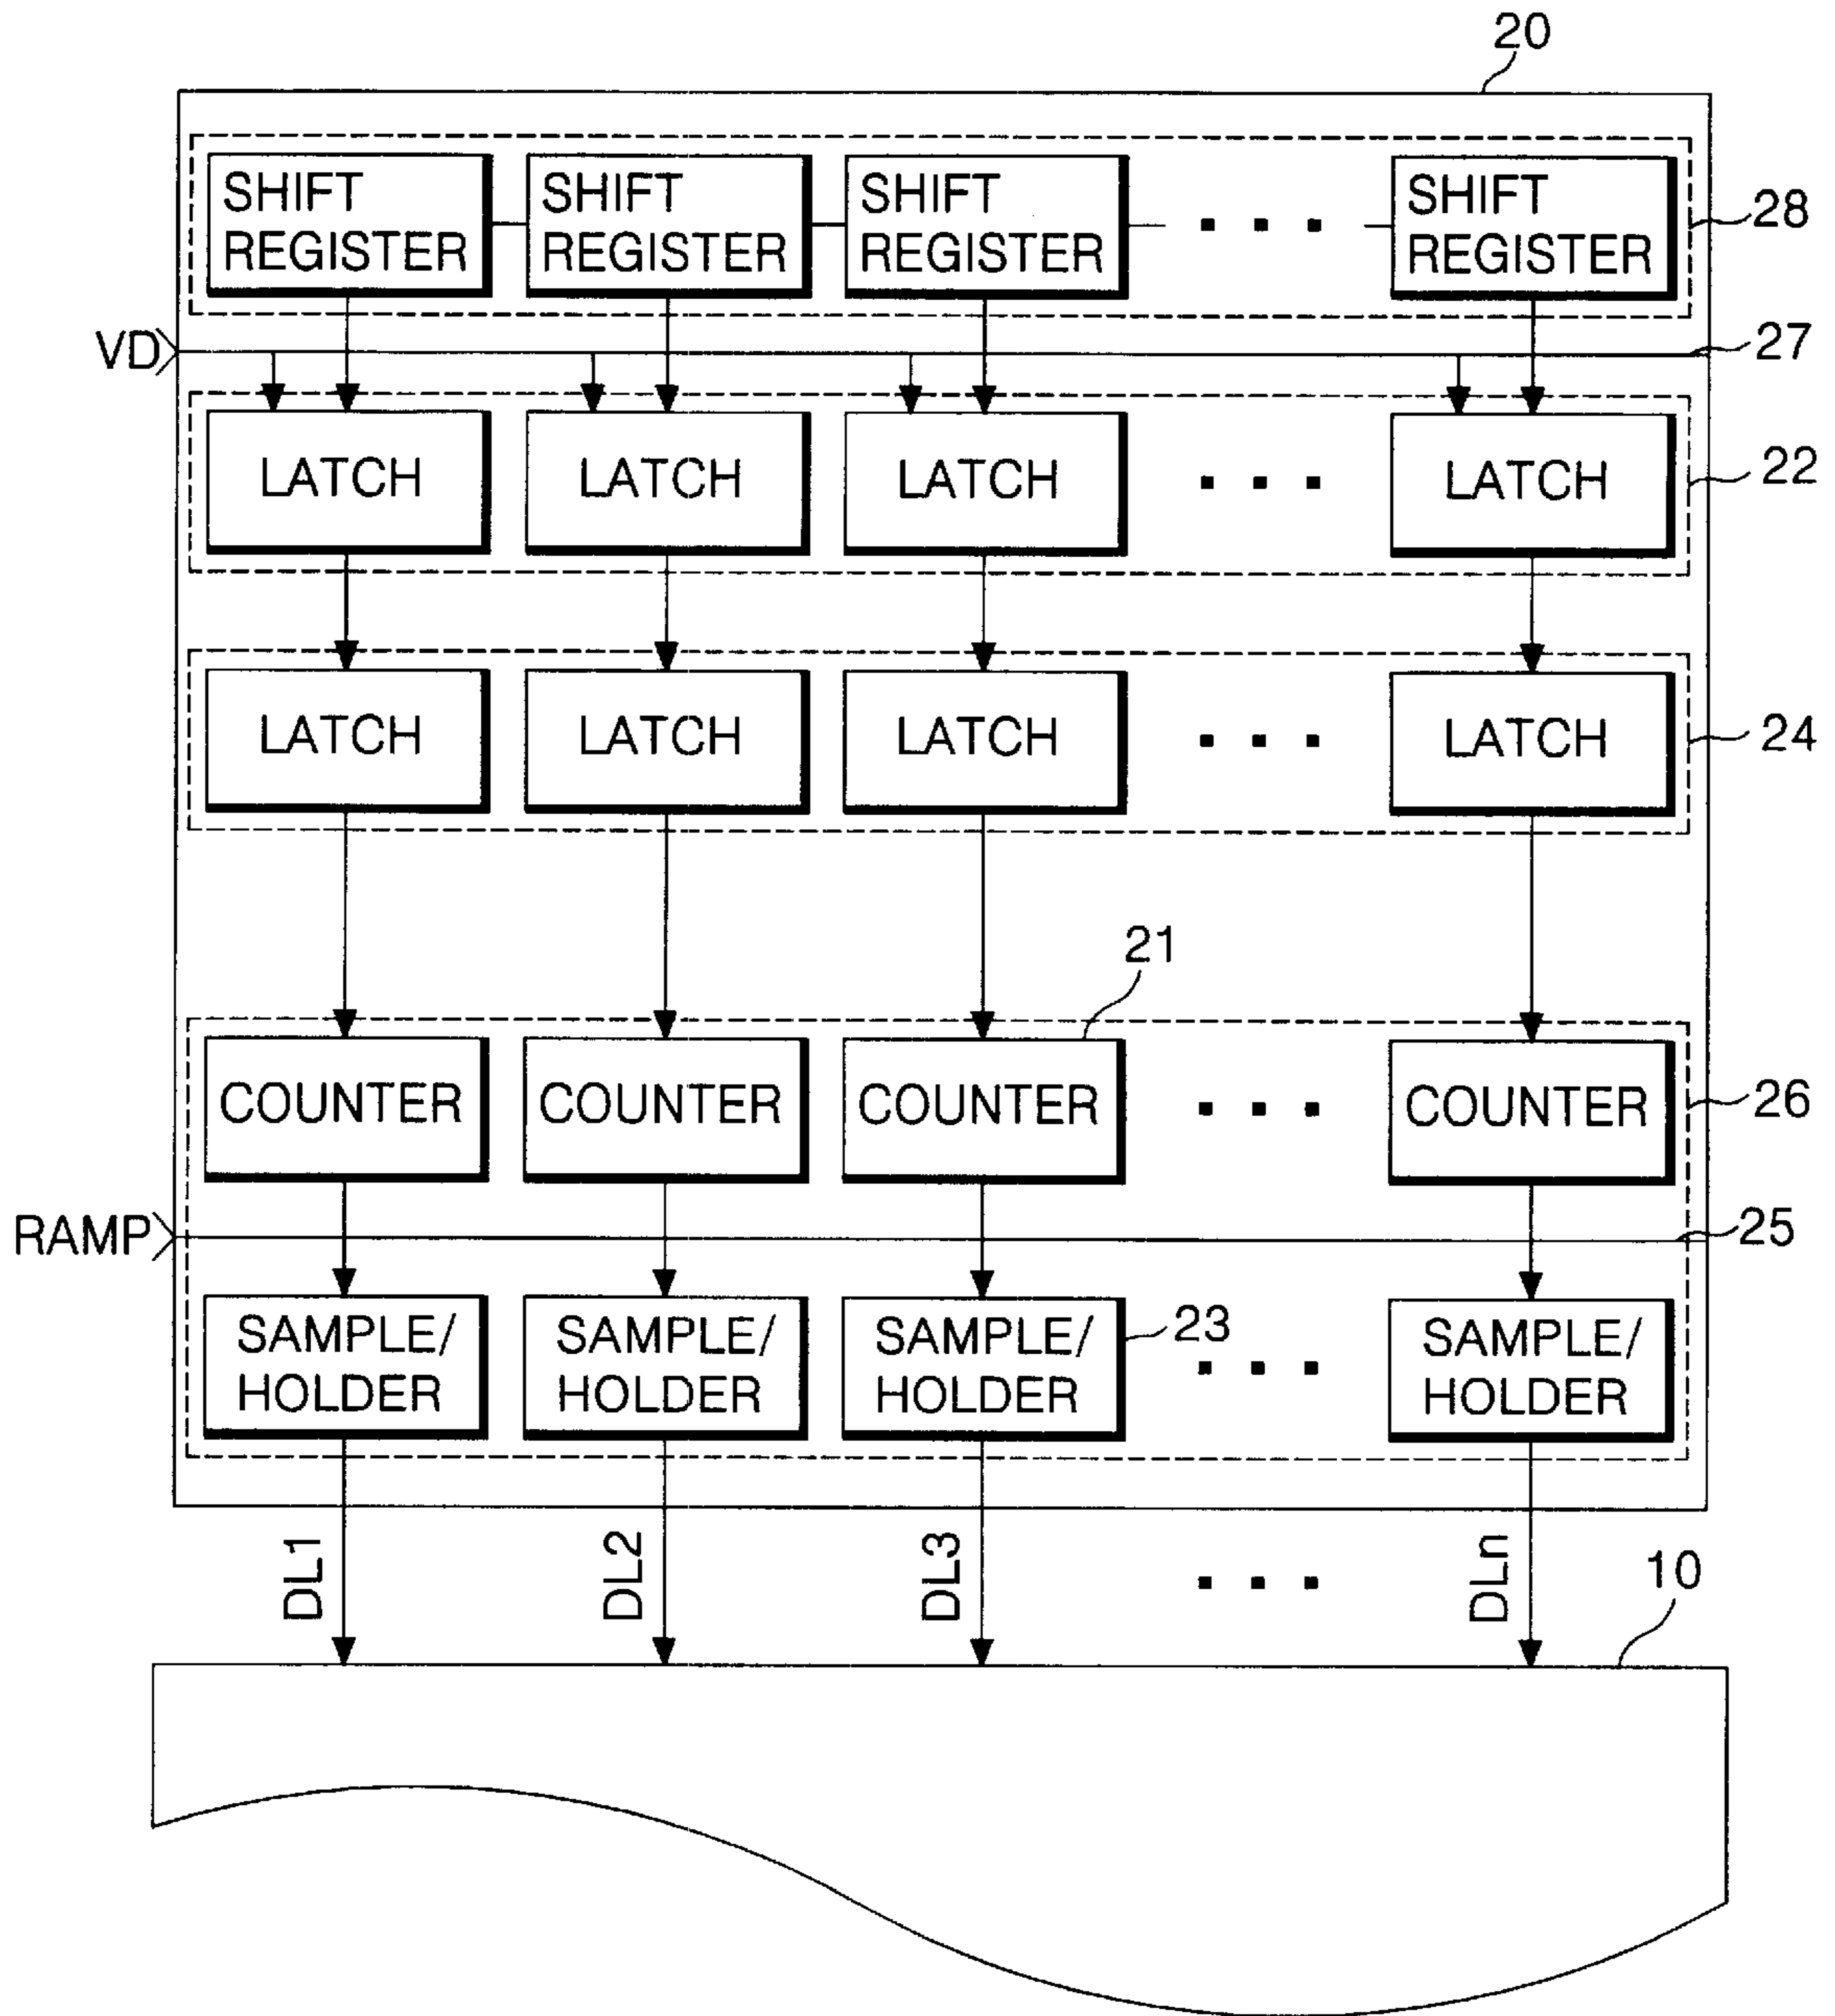 20
SHIFT REGISTER SHIFT REGISTER SHIFT REGISTER . . . SHIFT REGISTER
28
VD
27
LATCH LATCH LATCH . . . LATCH
22
LATCH LATCH LATCH . . . LATCH
24
21
COUNTER COUNTER COUNTER . . . COUNTER
26
RAMP
25
SAMPLE/HOLDER SAMPLE/HOLDER SAMPLE/HOLDER . . . SAMPLE/HOLDER
23
DL1 DL2 DL3 . . . DLn
10